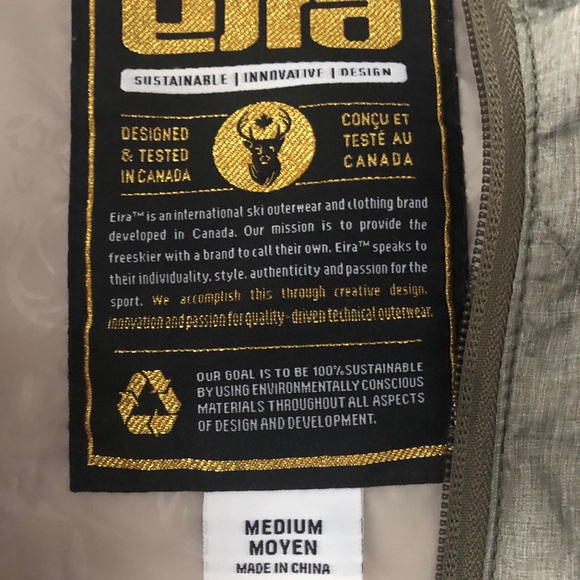 eira
SUSTAINABLE | INNOVATIVE | DESIGN
DESIGNED
& TESTED
IN CANADA
CONÇU ET
TESTÉ AU
CANADA
Eira™ is an international ski outerwear and clothing brand
developed in Canada. Our mission is to provide the
freeskier with a brand to call their own. Eira™ speaks to
their individuality, style, authenticity and passion for the
sport. We accomplish this through creative design,
innovation and passion for quality-driven technical outerwear.
OUR GOAL IS TO BE 100% SUSTAINABLE
BY USING ENVIRONMENTALLY CONSCIOUS
MATERIALS THROUGHOUT ALL ASPECTS
OF DESIGN AND DEVELOPMENT.
MEDIUM
MOYEN
MADE IN CHINA